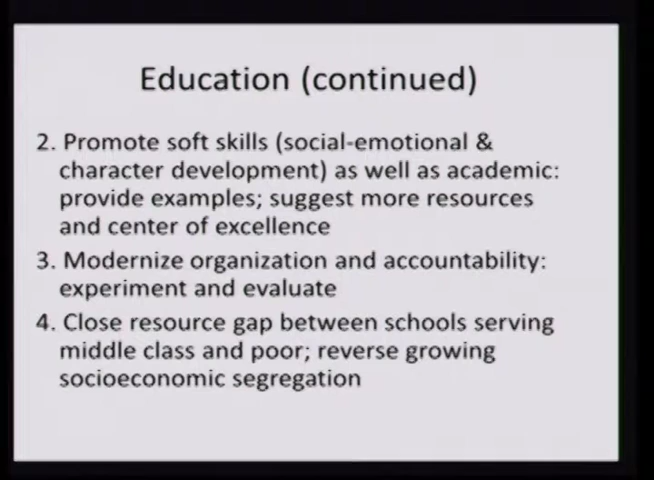 Education (continued)
2. Promote soft skills (social-emotional &
character development) as well as academic:
provide examples; suggest more resources
and center of excellence
3. Modernize organization and accountability:
experiment and evaluate
4. Close resource gap between schools serving
middle class and poor; reverse growing
socioeconomic segregation